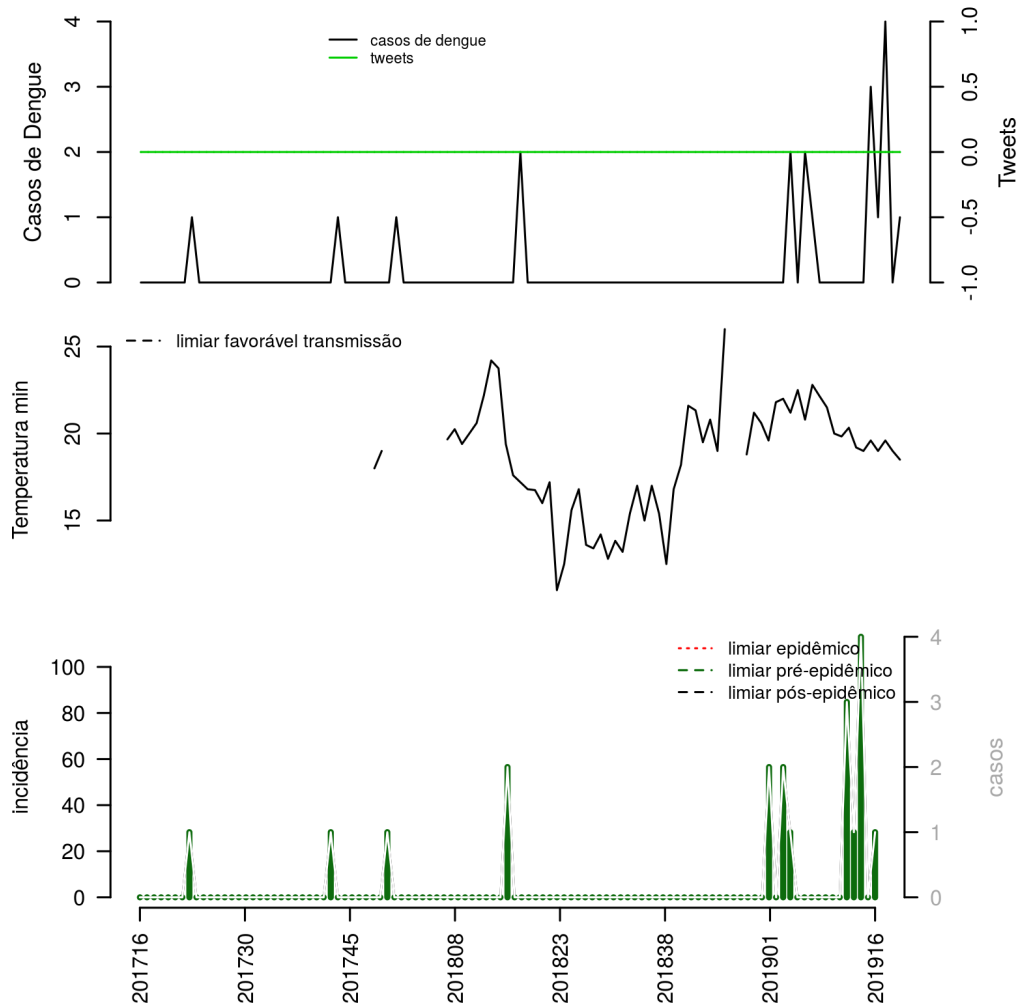 casos de dengue
tweets
Casos de Dengue
4
3
2
1
0
Tweets
1.0
0.5
0.0
-0.5
-1.0
limiar favorável transmissão
Temperatura min
25
20
15
limiar epidêmico
limiar pré-epidêmico
limiar pós-epidêmico
incidência
100
80
60
40
20
0
casos
4
3
2
1
0
201716
201730
201745
201808
201823
201838
201901
201916